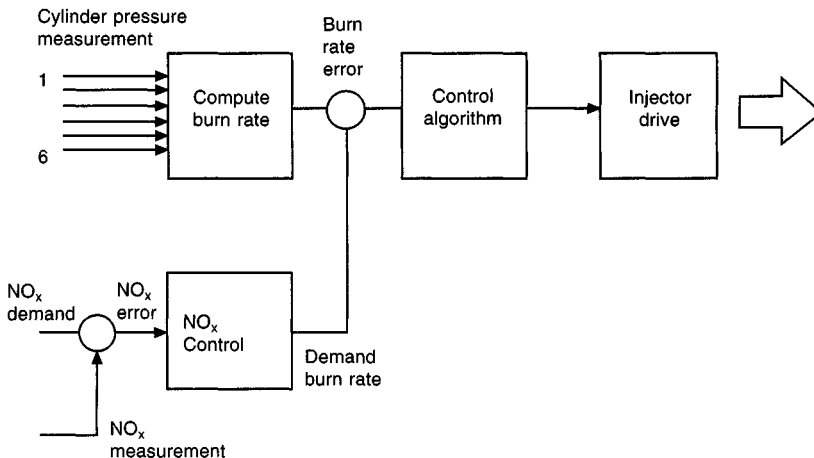 Cylinder pressure
measurement
1
6
Compute
burn rate
Burn
rate
error
Control
algorithm
Injector
drive
NOₓ
demand
NOₓ
error
NOₓ
Control
Demand
burn rate
NOₓ
measurement